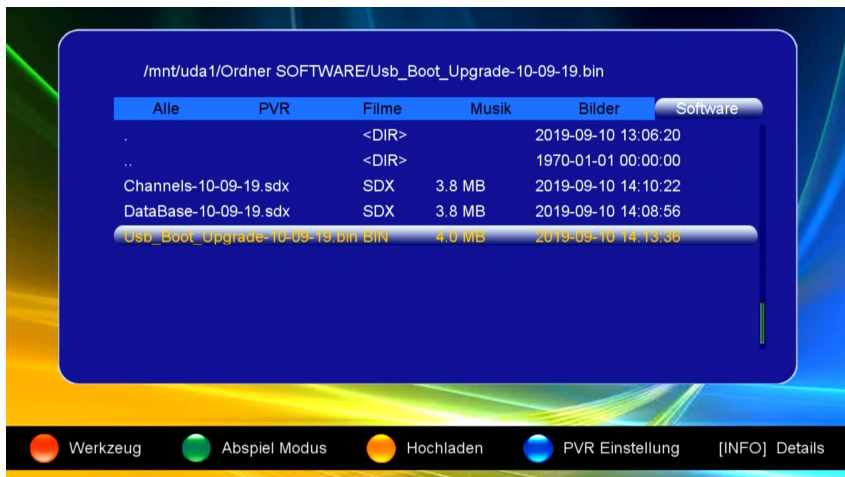 /mnt/uda1/Ordner SOFTWARE/Usb_Boot_Upgrade-10-09-19.bin
Alle PVR Filme Musik Bilder Software
. <DIR> 2019-09-10 13:06:20
.. <DIR> 1970-01-01 00:00:00
Channels-10-09-19.sdx SDX 3.8 MB 2019-09-10 14:10:22
DataBase-10-09-19.sdx SDX 3.8 MB 2019-09-10 14:08:56
Usb_Boot_Upgrade-10-09-19.bin BIN 4.0 MB 2019-09-10 14:13:36
Werkzeug Abspiel Modus Hochladen PVR Einstellung [INFO] Details